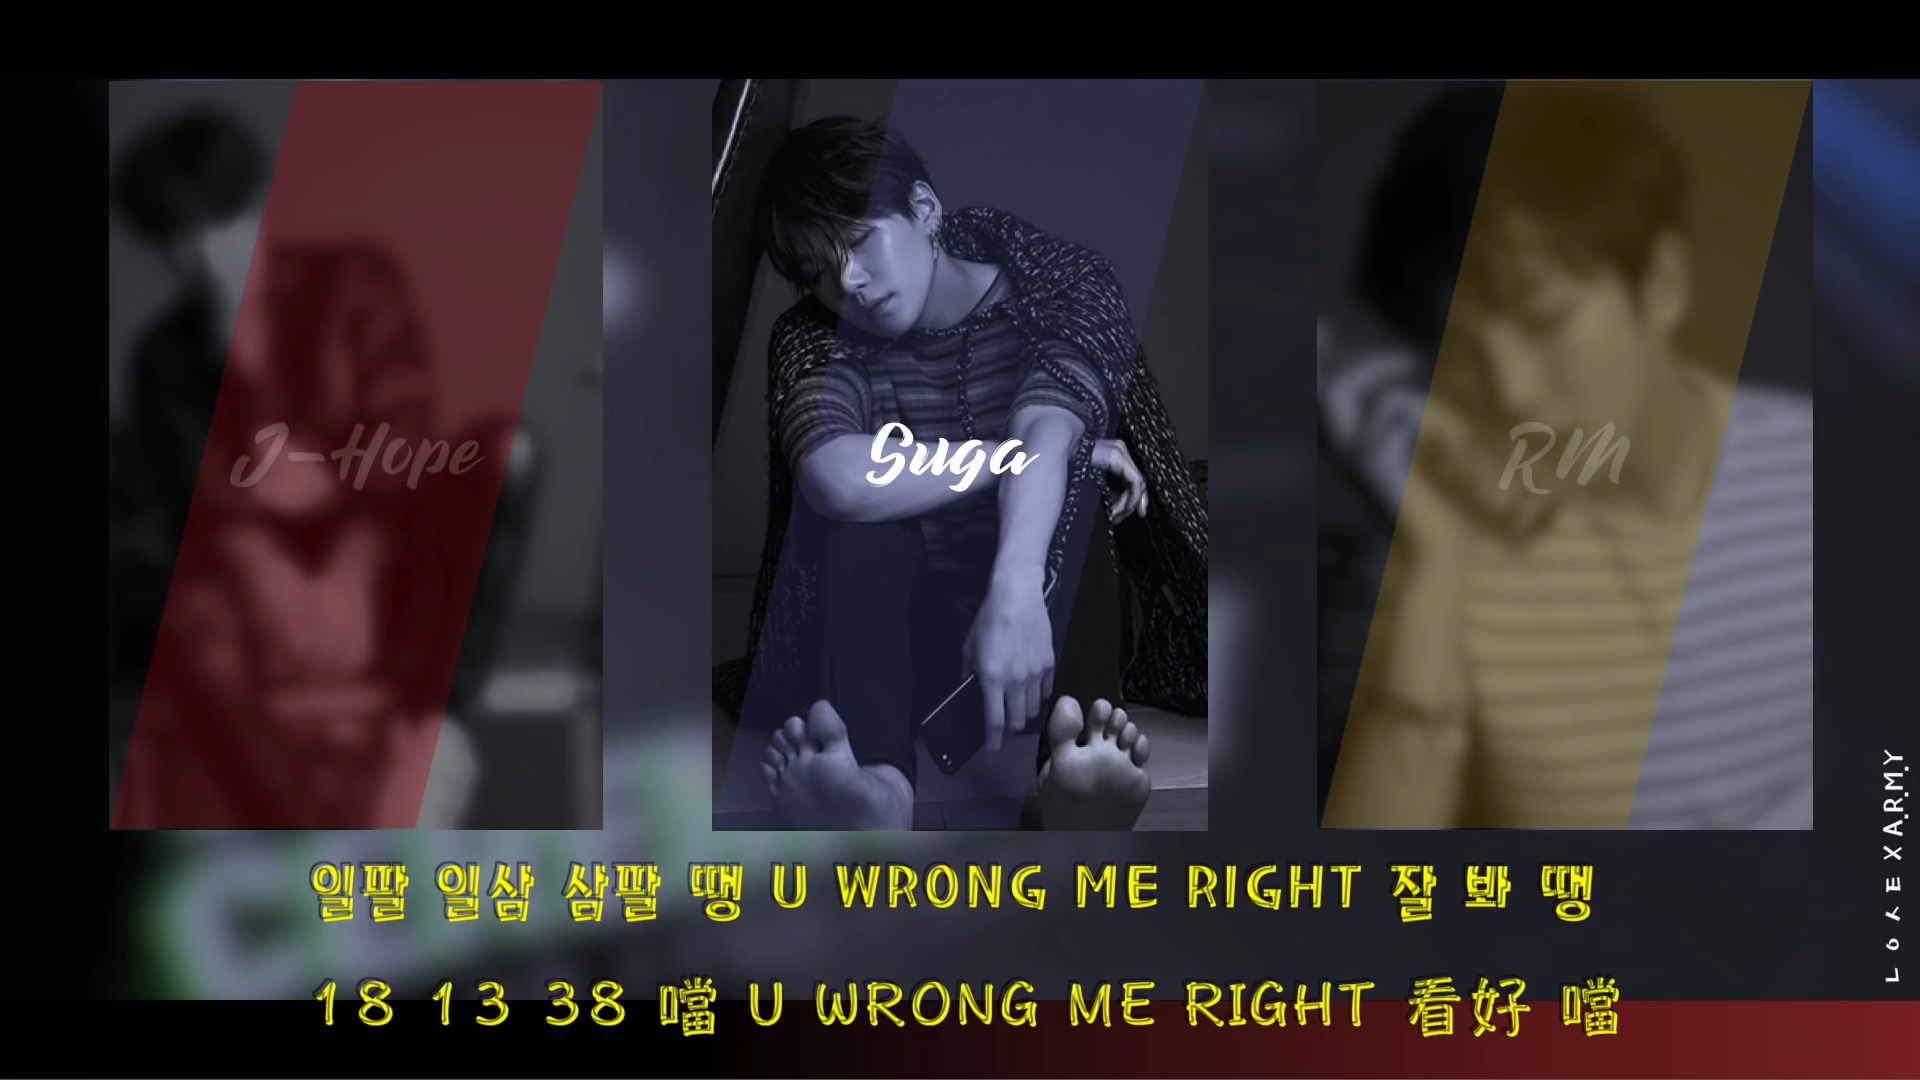 J-Hope
Suga
RM
일팔 일삼 삼팔 땡 U WRONG ME RIGHT 잘 봐 땡
18 13 38 噹 U WRONG ME RIGHT 看好 噹